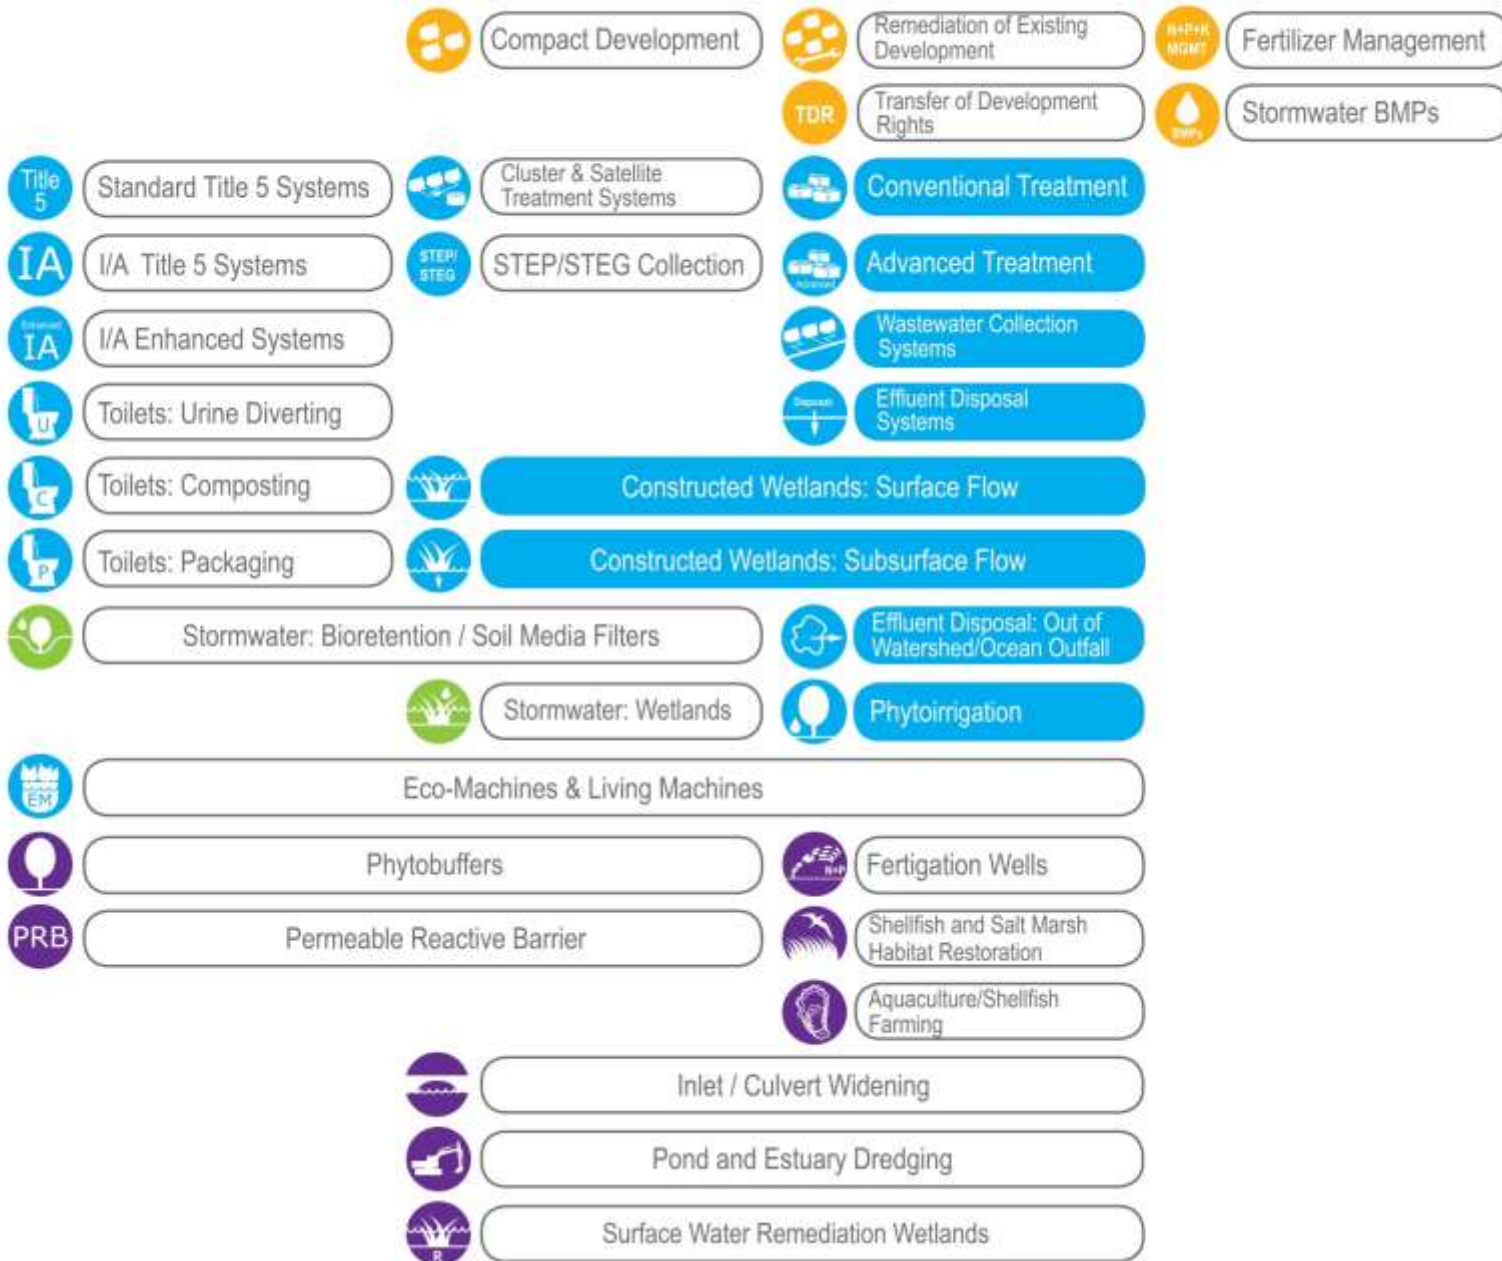 Compact Development
Remediation of Existing
Development
N+P+K
MGMT
Fertilizer Management
TDR
Transfer of Development
Rights
BMPs
Stormwater BMPs
Title
5
Standard Title 5 Systems
Cluster & Satellite
Treatment Systems
Conventional Treatment
IA
I/A Title 5 Systems
STEP/
STEG
STEP/STEG Collection
Advanced
Advanced Treatment
Enhanced
IA
I/A Enhanced Systems
Wastewater Collection
Systems
U
Toilets: Urine Diverting
Disposal
Effluent Disposal
Systems
C
Toilets: Composting
Constructed Wetlands: Surface Flow
P
Toilets: Packaging
Constructed Wetlands: Subsurface Flow
Stormwater: Bioretention / Soil Media Filters
Effluent Disposal: Out of
Watershed/Ocean Outfall
Stormwater: Wetlands
Phytoirrigation
EM
Eco-Machines & Living Machines
Phytobuffers
N+P
Fertigation Wells
PRB
Permeable Reactive Barrier
Shellfish and Salt Marsh
Habitat Restoration
Aquaculture/Shellfish
Farming
Inlet / Culvert Widening
Pond and Estuary Dredging
R
Surface Water Remediation Wetlands